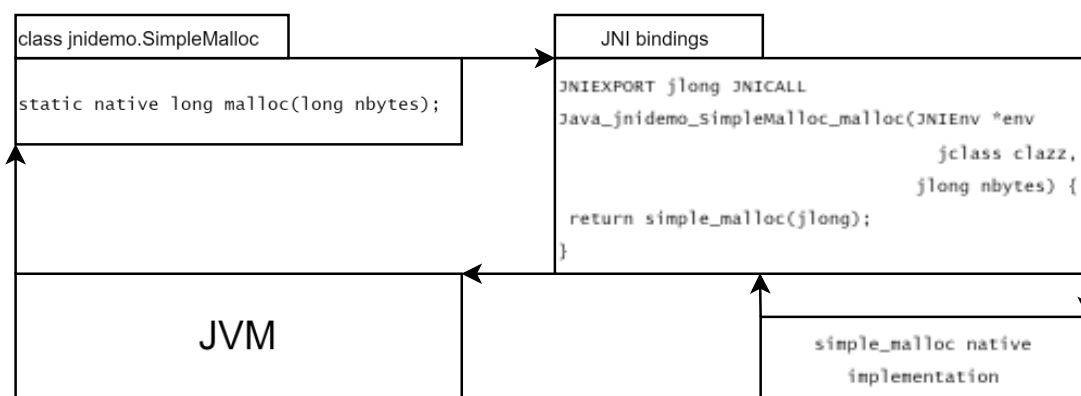 class jnidemo.SimpleMalloc
static native long malloc(long nbytes);
JNI bindings
JNIEXPORT jlong JNICALL
Java_jnidemo_SimpleMalloc_malloc(JNIEnv *env
jclass clazz,
jlong nbytes) {
return simple_malloc(jlong);
}
JVM
simple_malloc native
implementation